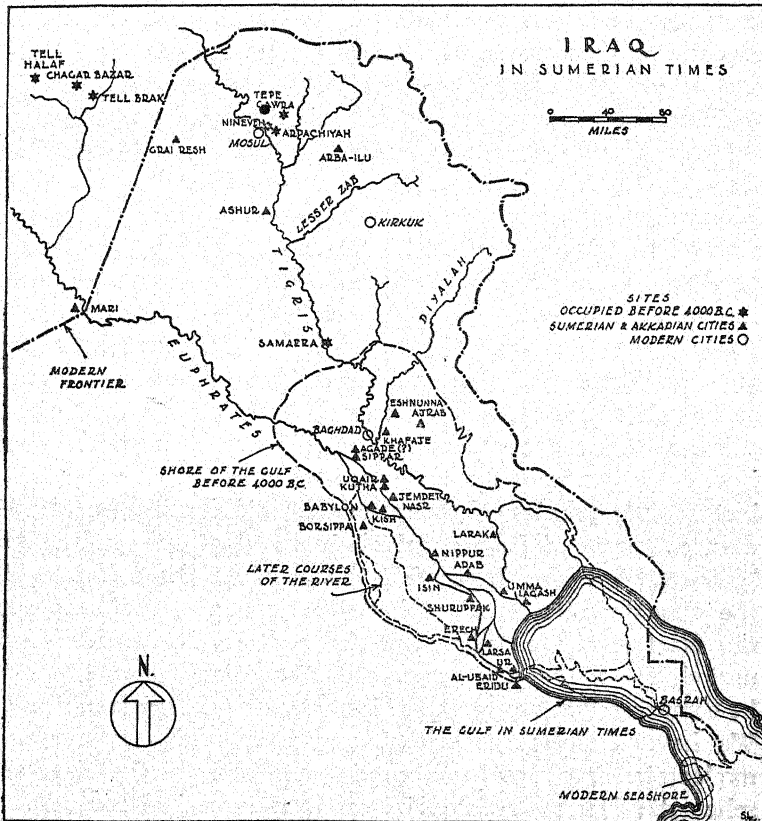 IRAQ
IN SUMERIAN TIMES
MILES
TELL
HALAF
CHAGAR BAZAR
TELL BRAK
TEPE
GAWRA
NINEVEH
ARPACHIYAH
MOSUL
GRAI RESH
ARBA-ILU
ASHUR
LESSER ZAB
KIRKUK
TIGRIS
DIYALAH
SITES
OCCUPIED BEFORE 4000 B.C.
SUMERIAN & AKKADIAN CITIES
MODERN CITIES
MARI
SAMARRA
MODERN
FRONTIER
EUPHRATES
ESHNUNNA
AJRAB
BAGHDAD
KHAFAJE
AGADE (?)
SIPPAR
SHORE OF THE GULF
BEFORE 4000 B.C.
UQAIR
KUTHA
JEMDET
NASR
BABYLON
KISH
BORSIPPA
LARAK
NIPPUR
ADAB
LATER COURSES
OF THE RIVER
ISIN
UMMA
LAGASH
SHURUPPAK
ERECH
LARSA
UR
AL-UBAID
ERIDU
N.
BASRAH
THE GULF IN SUMERIAN TIMES
MODERN SEASHORE